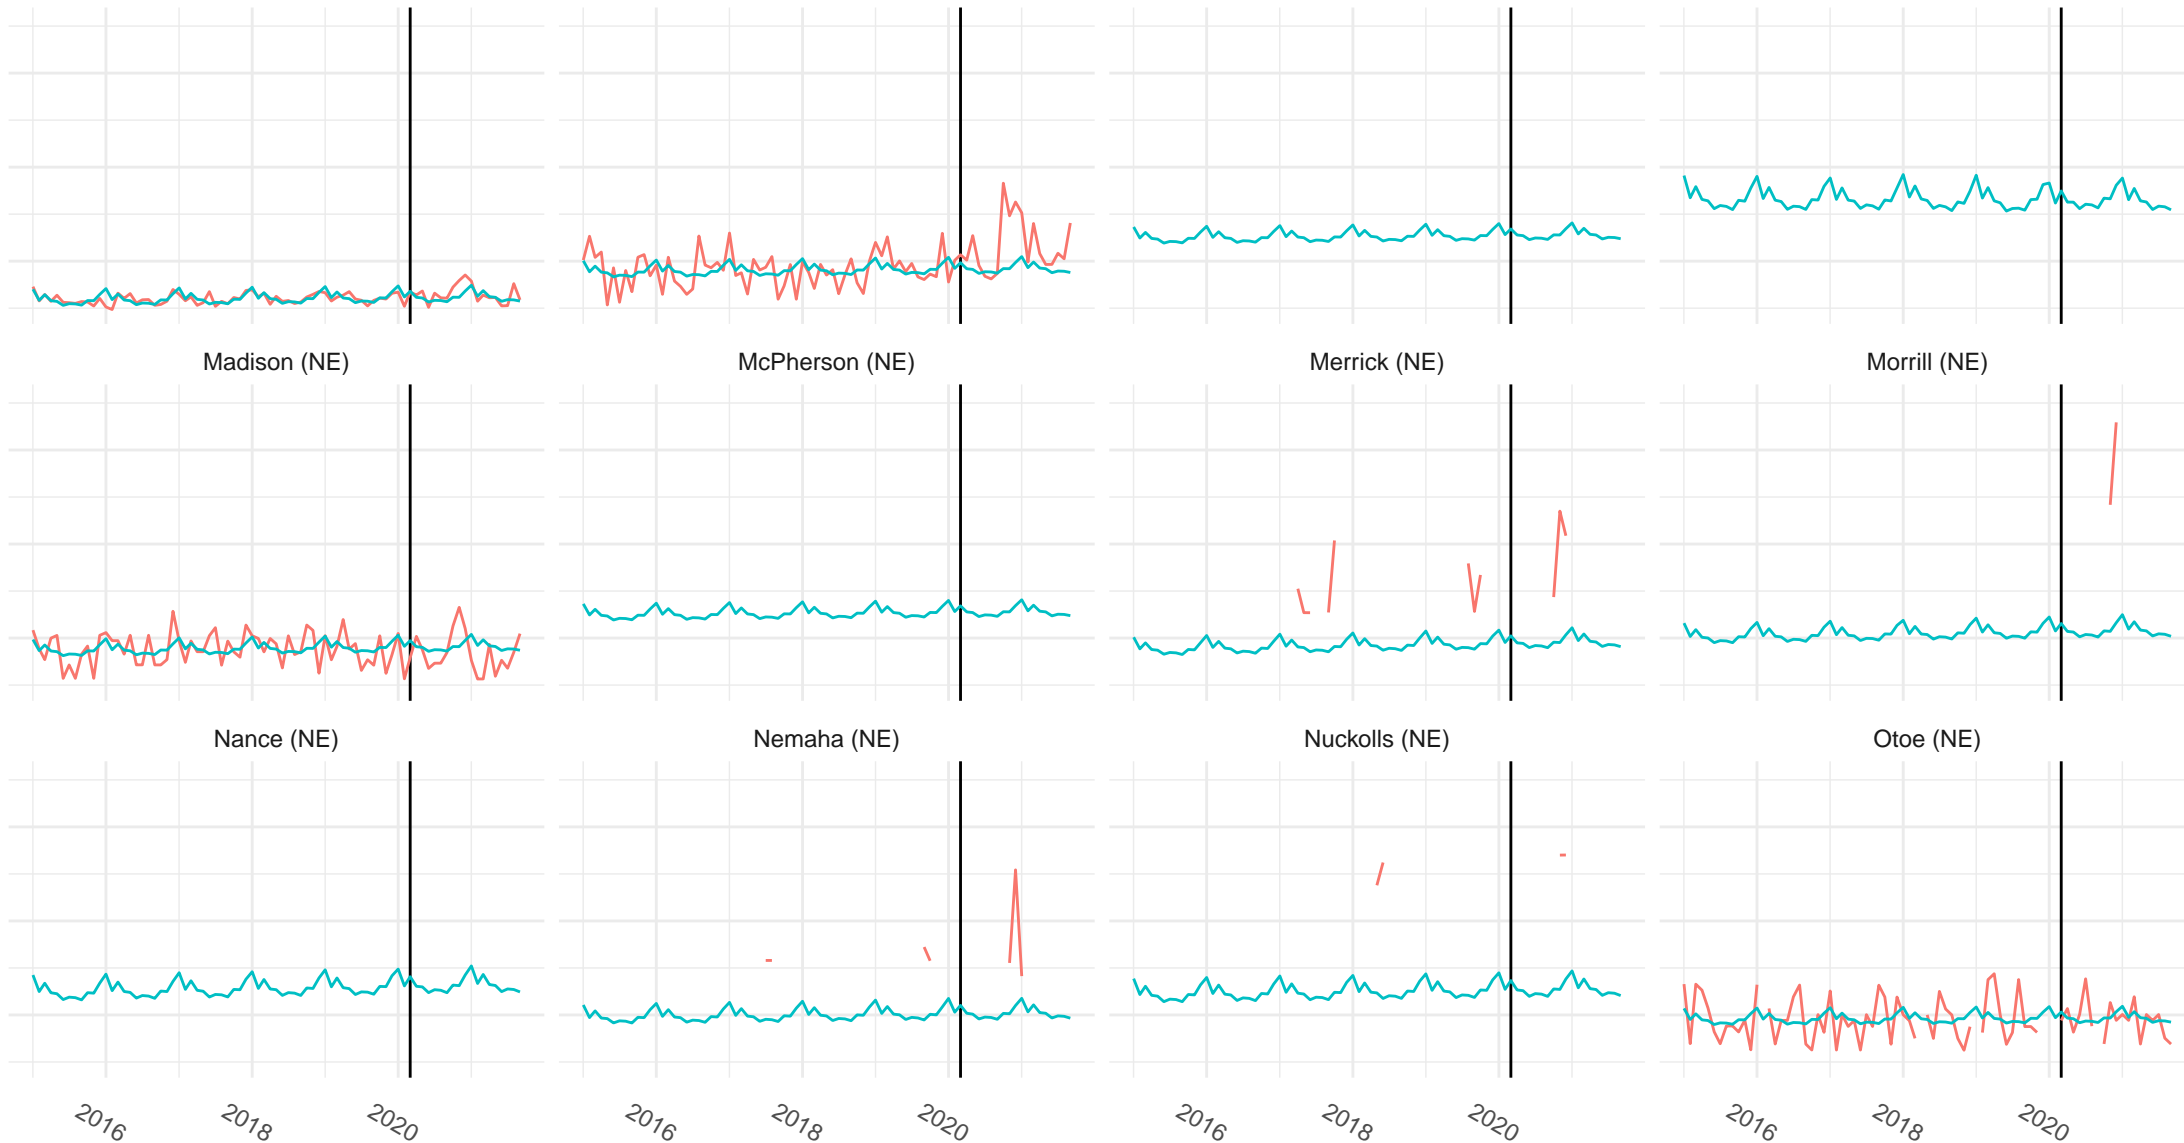 Madison (NE) McPherson (NE) Merrick (NE) Morrill (NE)
Nance (NE) Nemaha (NE) Nuckolls (NE) Otoe (NE)
2016 2018 2020 2016 2018 2020 2016 2018 2020 2016 2018 2020